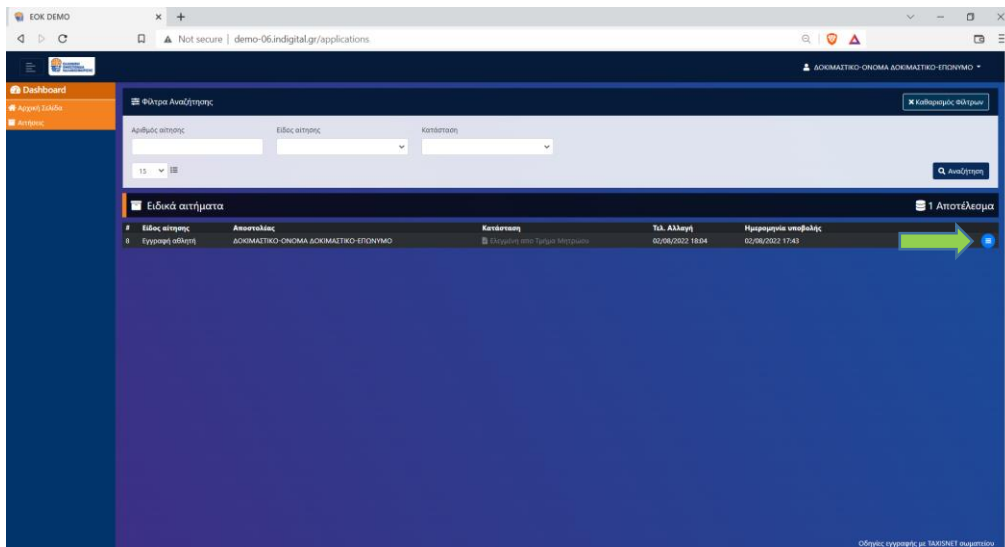 EOK DEMO
Not secure | demo-06.indigital.gr/applications
ΔΟΚΙΜΑΣΤΙΚΟ-ΟΝΟΜΑ ΔΟΚΙΜΑΣΤΙΚΟ-ΕΠΩΝΥΜΟ
Dashboard
Αρχική Σελίδα
Αιτήσεις
Φίλτρα Αναζήτησης
Καθαρισμός Φίλτρων
Αριθμός αίτησης Είδος αίτησης Κατάσταση
15
Αναζήτηση
Ειδικά αιτήματα 1 Αποτέλεσμα
# Είδος αίτησης Αποστολέας Κατάσταση Τελ. Αλλαγή Ημερομηνία υποβολής
8 Εγγραφή αθλητή ΔΟΚΙΜΑΣΤΙΚΟ-ΟΝΟΜΑ ΔΟΚΙΜΑΣΤΙΚΟ-ΕΠΩΝΥΜΟ Ελεγμένη απο Τμήμα Μητρώου 02/08/2022 18:04 02/08/2022 17:43
Οδηγίες εγγραφής με TAXISNET σωματείου